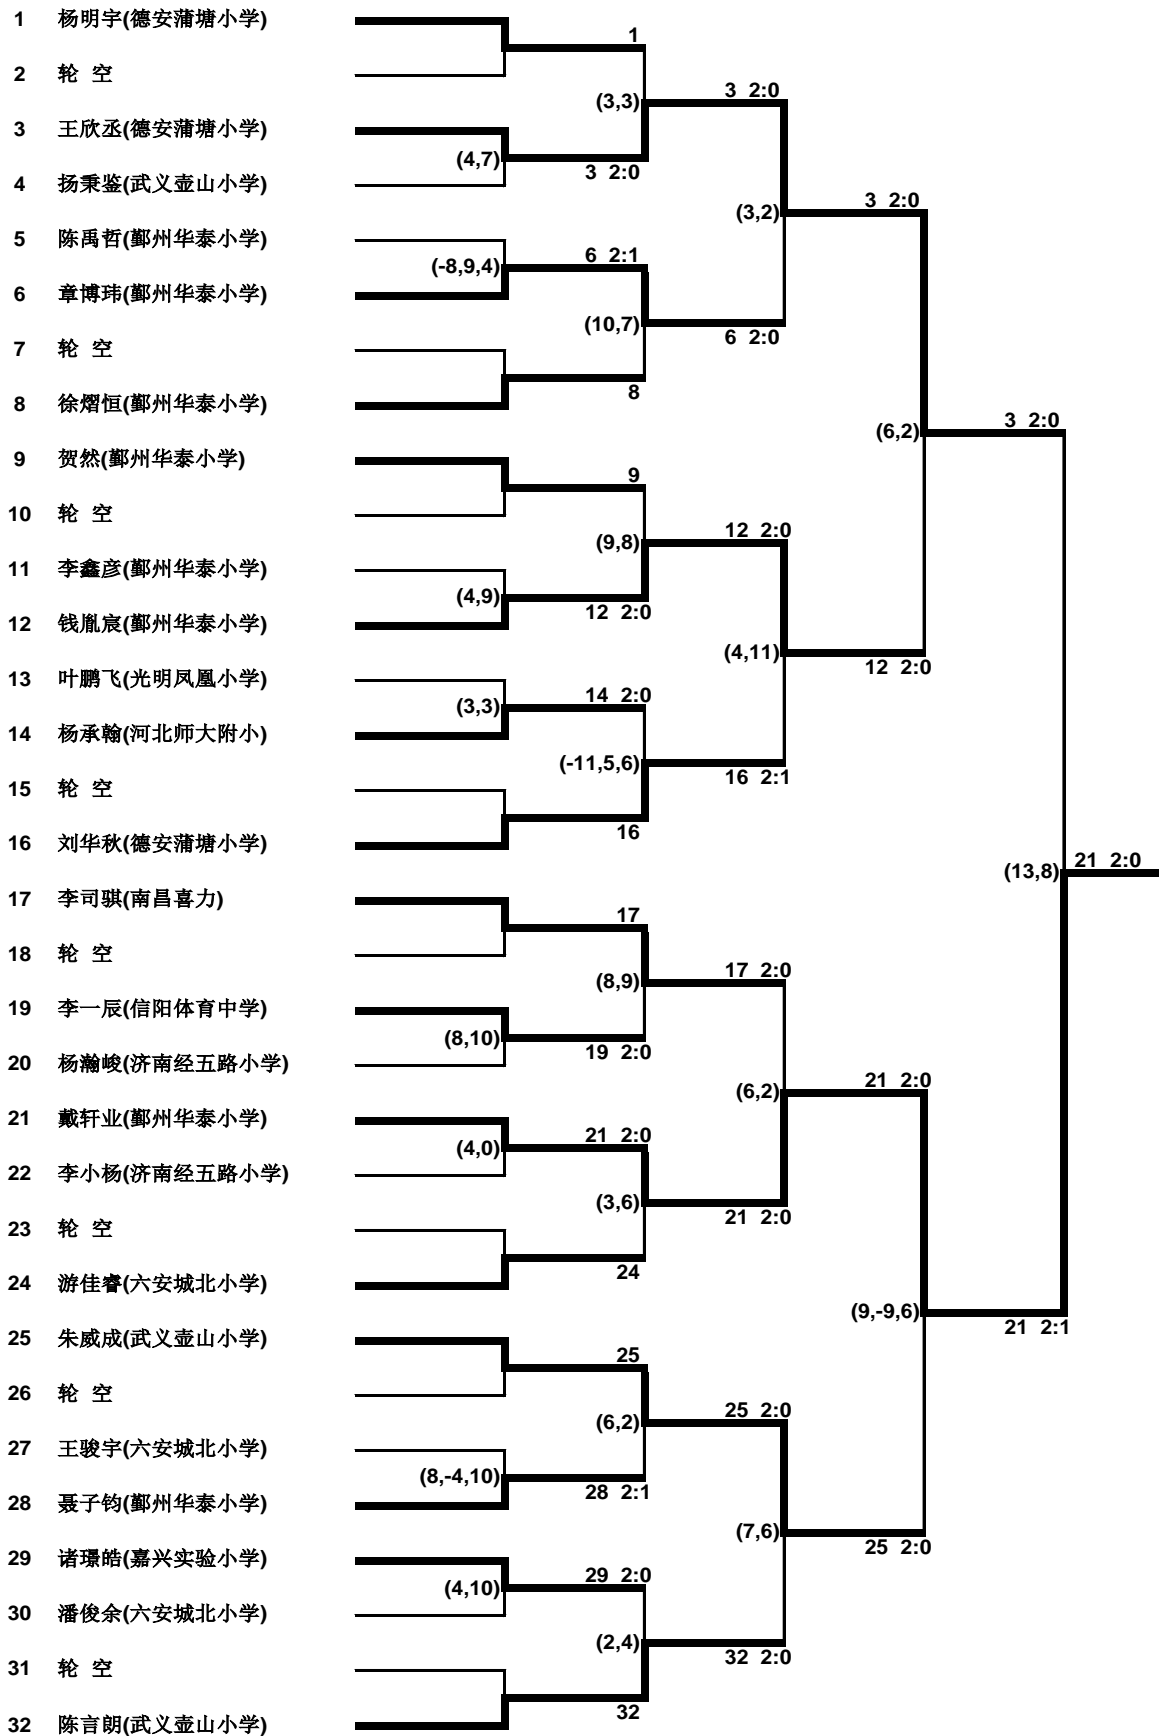 1 杨明宇(德安蒲塘小学)
1
2 轮 空
3 2:0
(3,3)
3 王欣丞(德安蒲塘小学)
(4,7)
3 2:0
4 扬秉鉴(武义壶山小学)
3 2:0
(3,2)
5 陈禹哲(鄞州华泰小学)
6 2:1
(-8,9,4)
6 章博玮(鄞州华泰小学)
(10,7)
6 2:0
7 轮 空
8
8 徐熠恒(鄞州华泰小学)
3 2:0
(6,2)
9 贺然(鄞州华泰小学)
9
10 轮 空
12 2:0
(9,8)
11 李鑫彦(鄞州华泰小学)
(4,9)
12 2:0
12 钱胤宸(鄞州华泰小学)
(4,11)
12 2:0
13 叶鹏飞(光明凤凰小学)
14 2:0
(3,3)
14 杨承翰(河北师大附小)
(-11,5,6)
16 2:1
15 轮 空
16
16 刘华秋(德安蒲塘小学)
(13,8)
21 2:0
17 李司骐(南昌喜力)
17
18 轮 空
17 2:0
(8,9)
19 李一辰(信阳体育中学)
(8,10)
19 2:0
20 杨瀚峻(济南经五路小学)
21 2:0
(6,2)
21 戴轩业(鄞州华泰小学)
21 2:0
(4,0)
22 李小杨(济南经五路小学)
(3,6)
21 2:0
23 轮 空
24
24 游佳睿(六安城北小学)
(9,-9,6)
21 2:1
25 朱威成(武义壶山小学)
25
26 轮 空
25 2:0
(6,2)
27 王骏宇(六安城北小学)
(8,-4,10)
28 2:1
28 聂子钧(鄞州华泰小学)
(7,6)
25 2:0
29 诸璟皓(嘉兴实验小学)
29 2:0
(4,10)
30 潘俊余(六安城北小学)
(2,4)
32 2:0
31 轮 空
32
32 陈言朗(武义壶山小学)